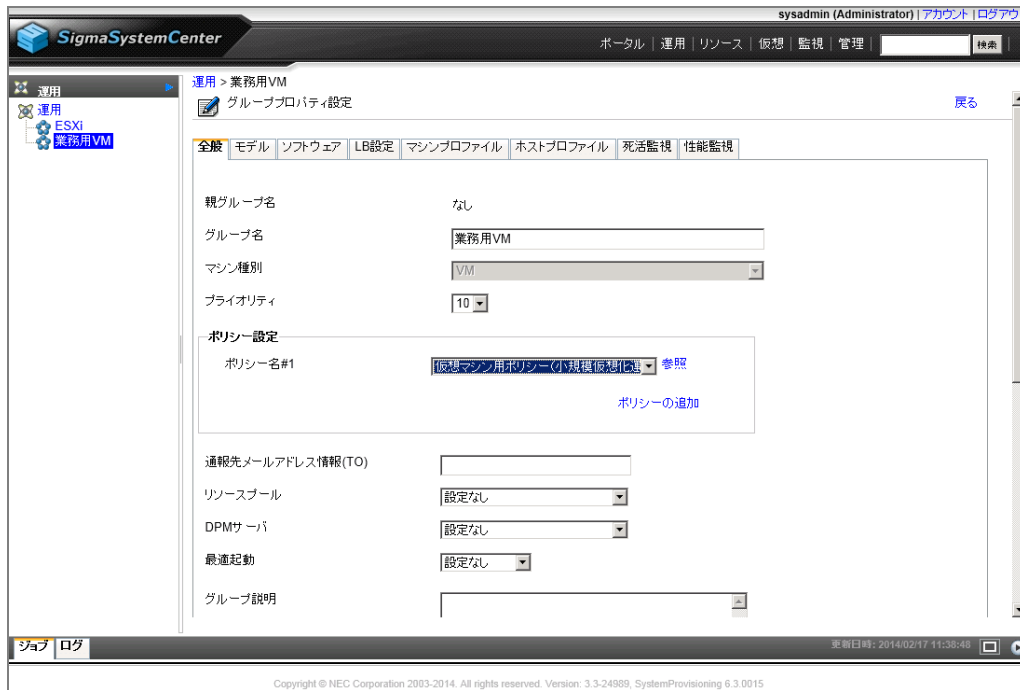 sysadmin (Administrator) | アカウント | ログアウ
SigmaSystemCenter
ポータル | 運用 | リソース | 仮想 | 監視 | 管理 | 検索
運用
運用
ESXi
業務用VM
運用 > 業務用VM
グループプロパティ設定
戻る
全般 モデル ソフトウェア LB設定 マシンプロファイル ホストプロファイル 死活監視 性能監視
親グループ名 なし
グループ名 業務用VM
マシン種別 VM
プライオリティ 10
ポリシー設定
ポリシー名#1 仮想マシン用ポリシー(小規模仮想化運 参照
ポリシーの追加
通報先メールアドレス情報(TO)
リソースプール 設定なし
DPMサーバ 設定なし
最適起動 設定なし
グループ説明
ジョブ ログ
更新日時: 2014/02/17 11:38:48
Copyright © NEC Corporation 2003-2014. All rights reserved. Version: 3.3-24989, SystemProvisioning 6.3.0015